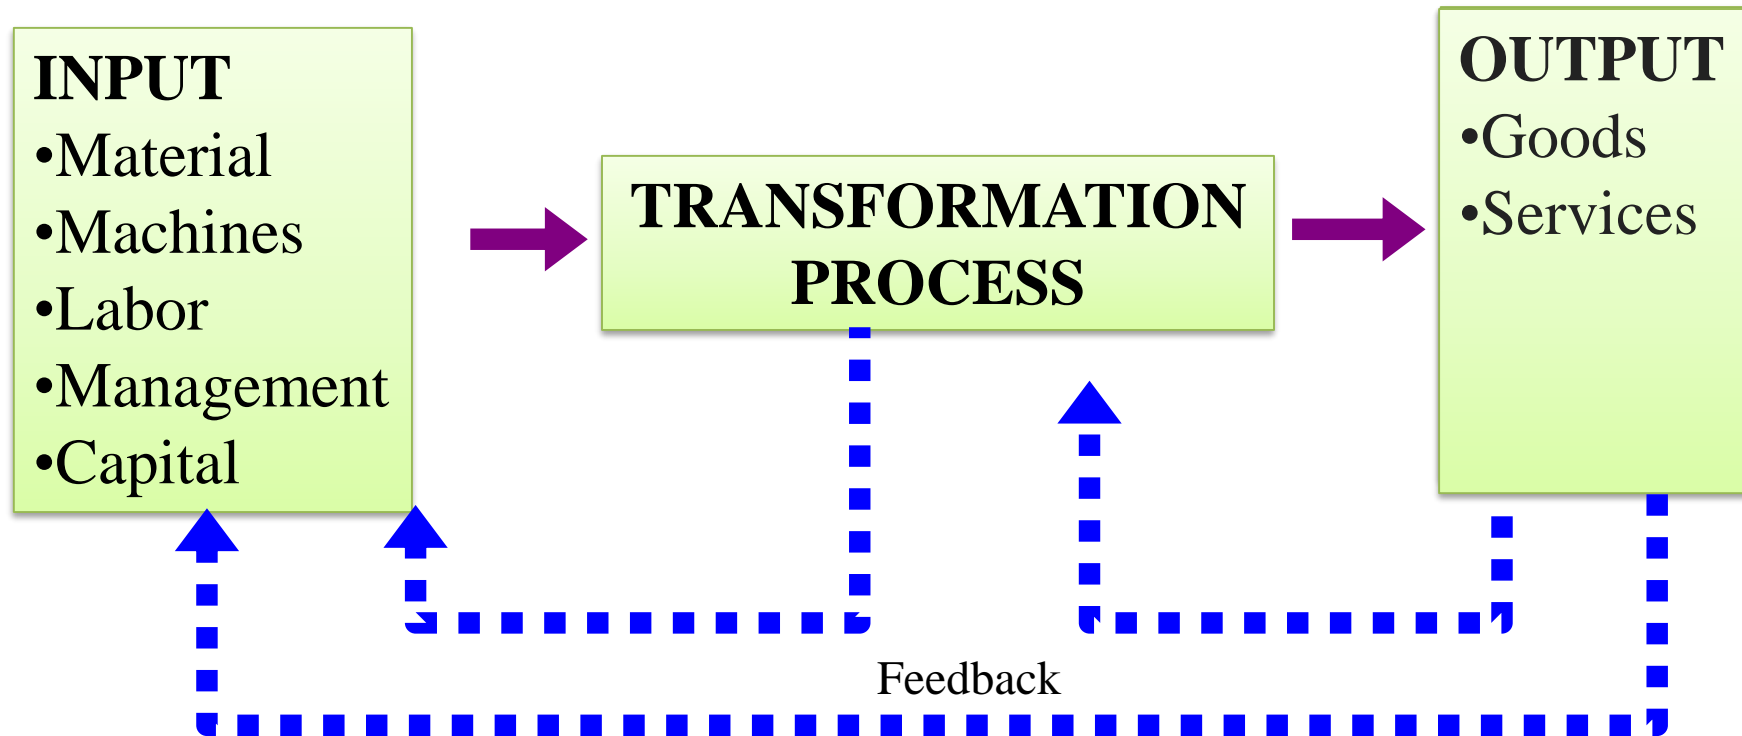 INPUT
•Material
•Machines
•Labor
•Management
•Capital
TRANSFORMATION
PROCESS
OUTPUT
•Goods
•Services
Feedback